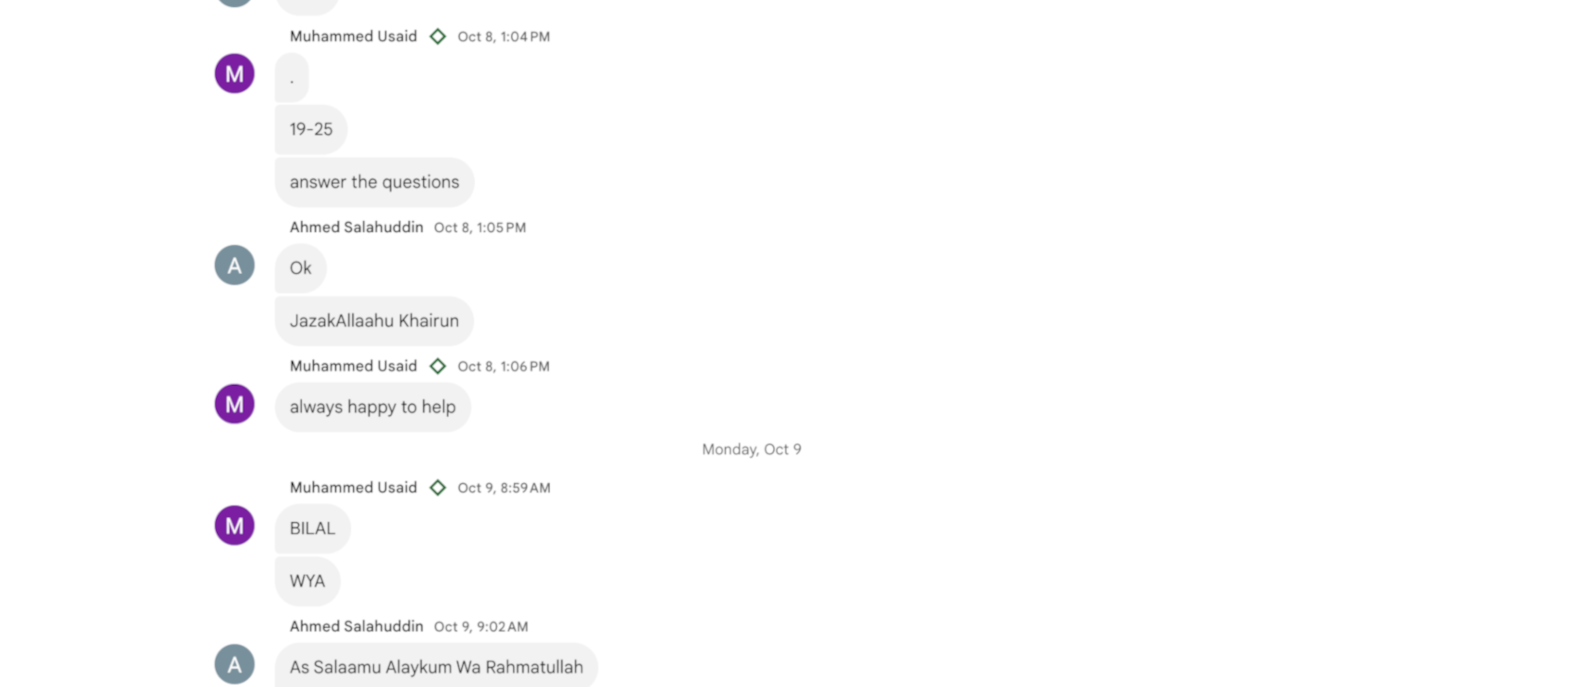 Muhammed Usaid Oct 8, 1:04 PM
M
.
19-25
answer the questions
Ahmed Salahuddin Oct 8, 1:05 PM
A
Ok
JazakAllaahu Khairun
Muhammed Usaid Oct 8, 1:06 PM
M
always happy to help
Monday, Oct 9
Muhammed Usaid Oct 9, 8:59 AM
M
BILAL
WYA
Ahmed Salahuddin Oct 9, 9:02 AM
A
As Salaamu Alaykum Wa Rahmatullah